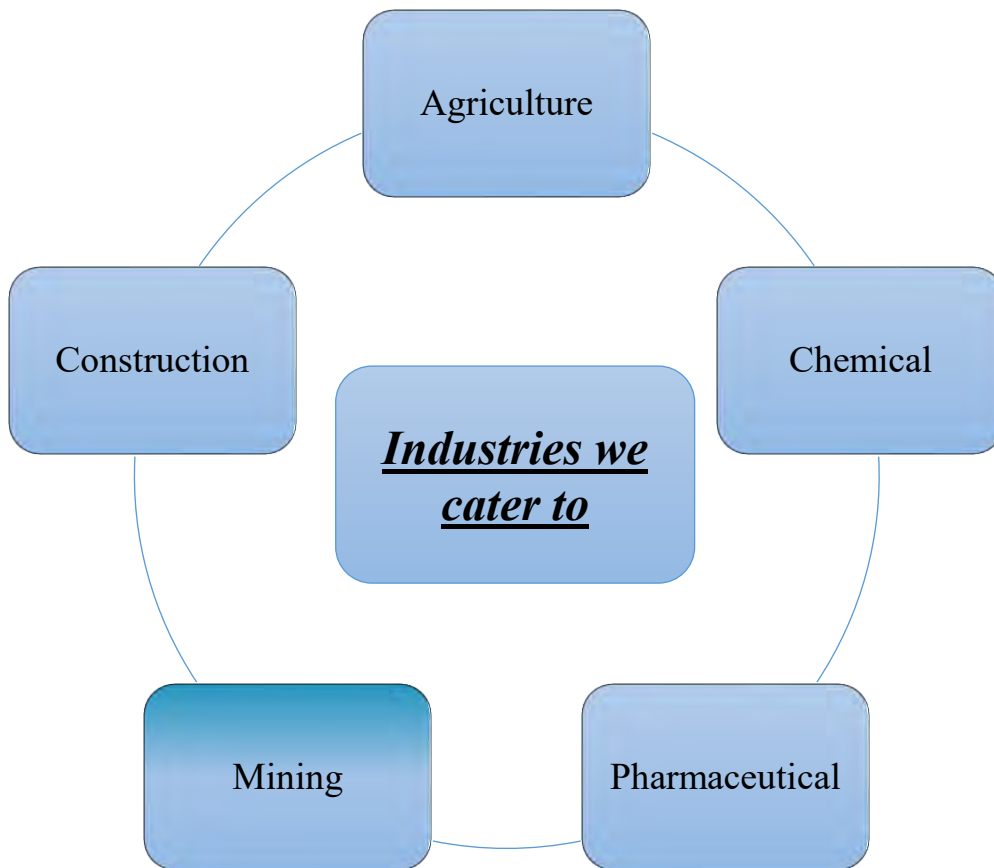 Agriculture
Construction
Chemical
Industries we
cater to
Mining
Pharmaceutical